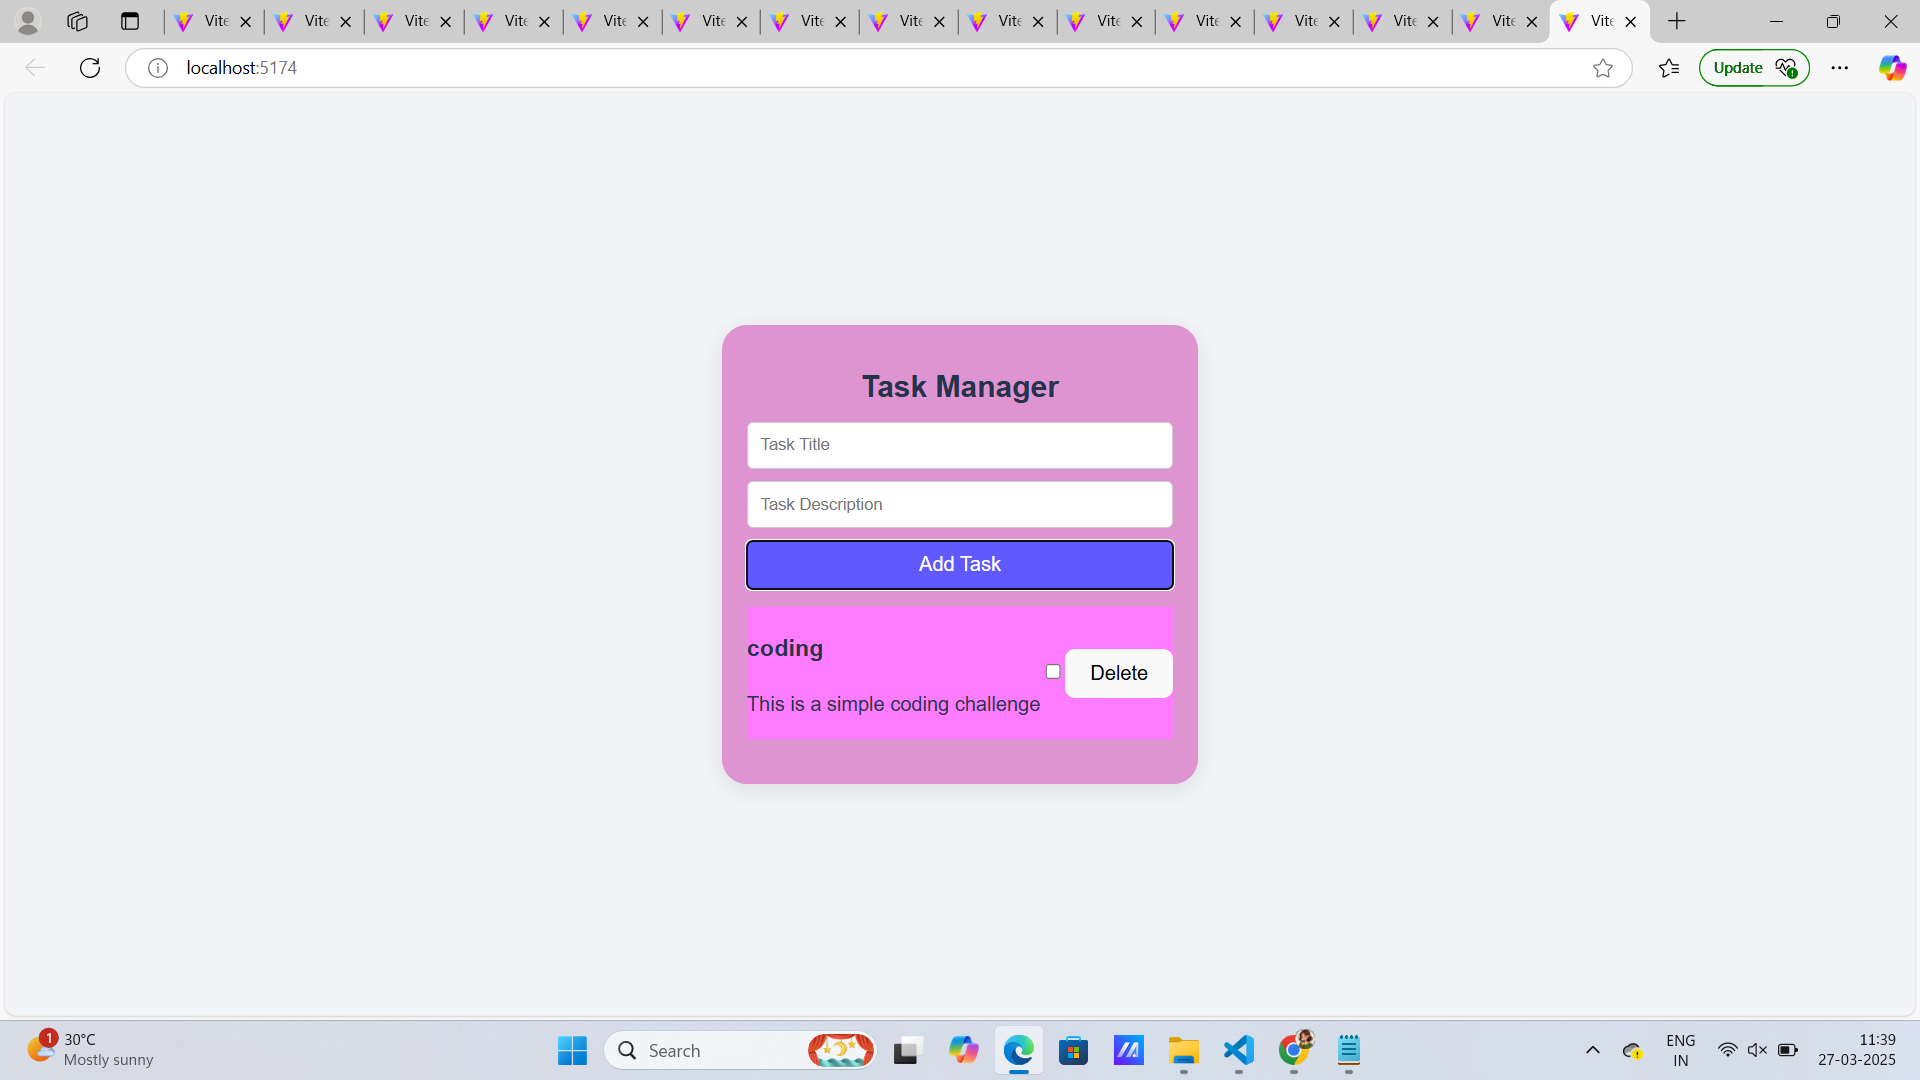 Vite Vite Vite Vite Vite Vite Vite Vite Vite Vite Vite Vite Vite Vite Vite
localhost:5174
Update
Task Manager
Task Title
Task Description
Add Task
coding
Delete
This is a simple coding challenge
1
30°C
Mostly sunny
Search
ENG
IN
11:39
27-03-2025